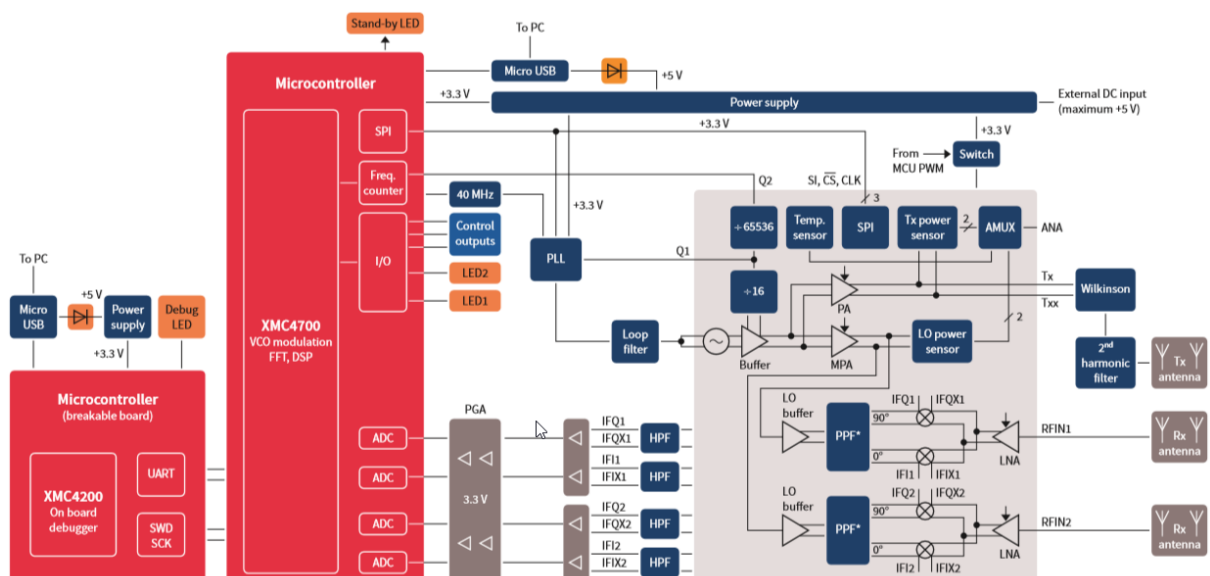 Stand-by LED
To PC
Microcontroller
Micro USB
+5 V
+3.3 V
Power supply
External DC input
(maximum +5 V)
SPI
+3.3 V
+3.3 V
From
MCU PWM
Switch
Freq.
counter
Q2
SI, CS, CLK
3
40 MHz
+3.3 V
Control
outputs
÷65536
Temp.
sensor
SPI
Tx power
sensor
2
AMUX
ANA
I/O
PLL
Q1
To PC
LED2
÷16
Tx
Txx
Wilkinson
+5 V
Micro
USB
Power
supply
Debug
LED
LED1
PA
2
XMC4700
VCO modulation
FFT, DSP
Loop
filter
~
Buffer
MPA
LO power
sensor
2nd
harmonic
filter
Tx
antenna
+3.3 V
Microcontroller
(breakable board)
PGA
LO
buffer
IFQ1
IFQX1
90°
PPF*
0°
IFI1
IFIX1
LNA
RFIN1
Rx
antenna
ADC
IFQ1
IFQX1
HPF
ADC
IFI1
IFIX1
HPF
UART
XMC4200
On board
debugger
SWD
SCK
3.3 V
LO
buffer
IFQ2
IFQX2
90°
PPF*
0°
IFI2
IFIX2
LNA
RFIN2
Rx
antenna
ADC
IFQ2
IFQX2
HPF
ADC
IFI2
IFIX2
HPF